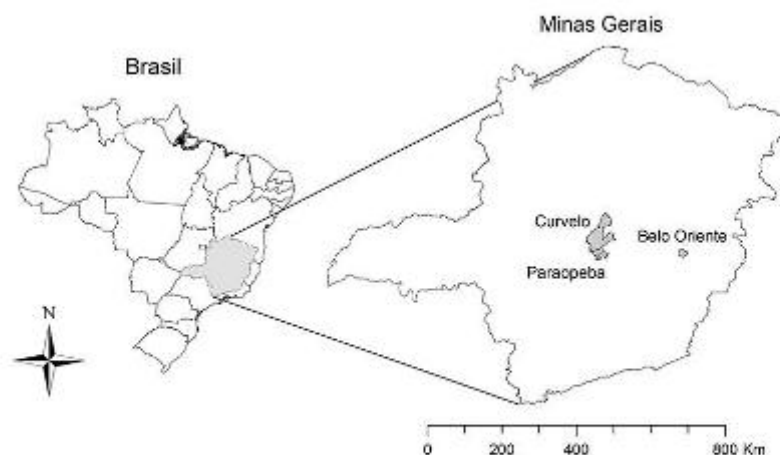 Minas Gerais
Brasil
Curvelo
Belo Oriente
Paraopeba
N
0 200 400 800 Km